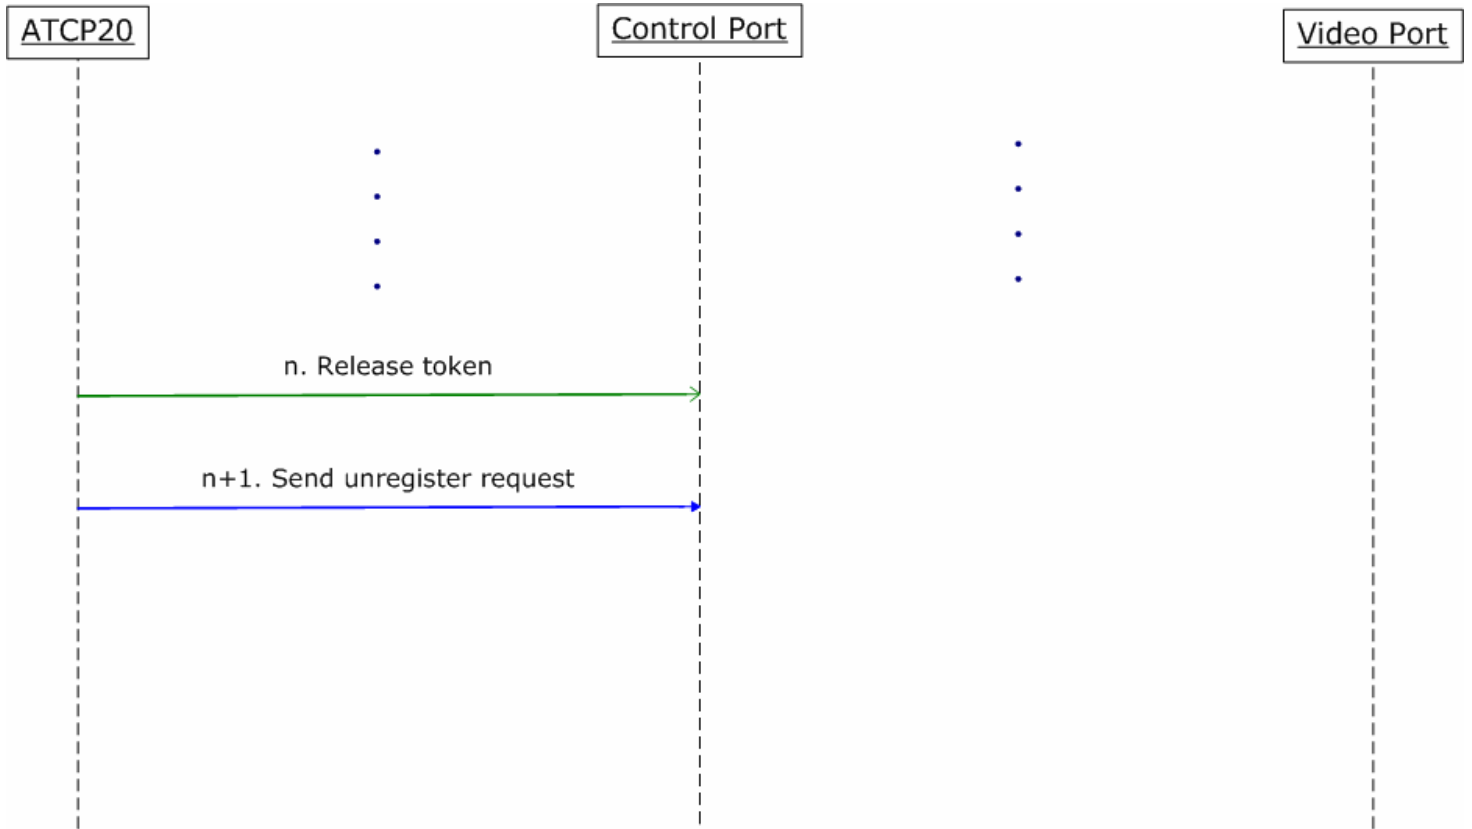 ATCP20
Control Port
Video Port
n. Release token
n+1. Send unregister request